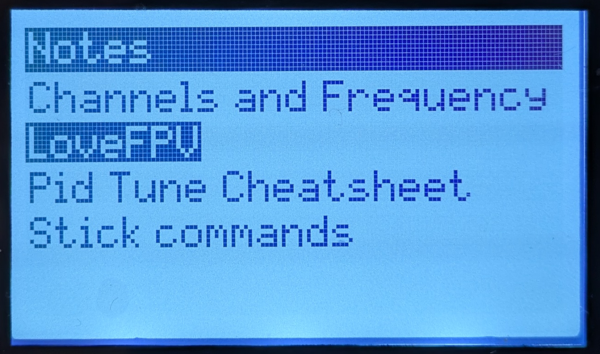 Notes
Channels and Frequency
LoveFPV
Pid Tune Cheatsheet
Stick commands